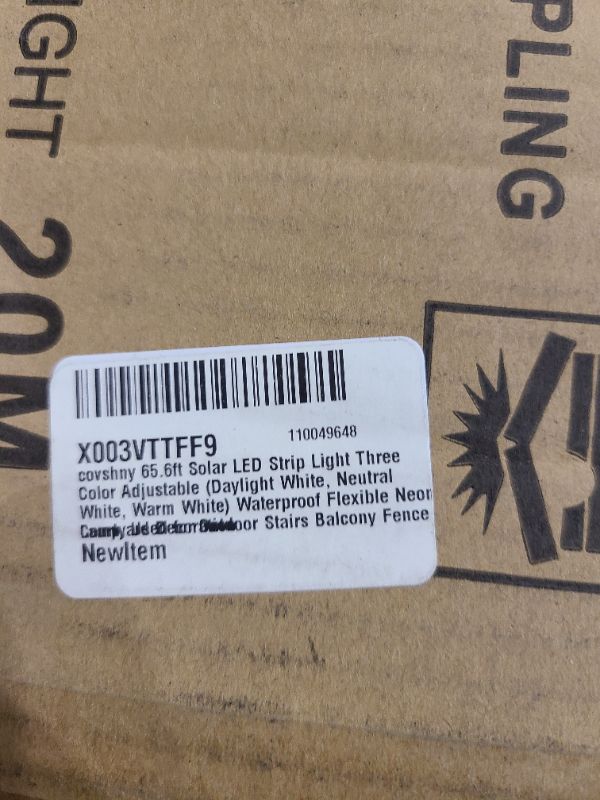 IGHT 20M
PLING
X003VTTFF9
110049648
covshny 65.6ft Solar LED Strip Light Three
Color Adjustable (Daylight White, Neutral
White, Warm White) Waterproof Flexible Neon
Stairs Balcony Fence
NewItem